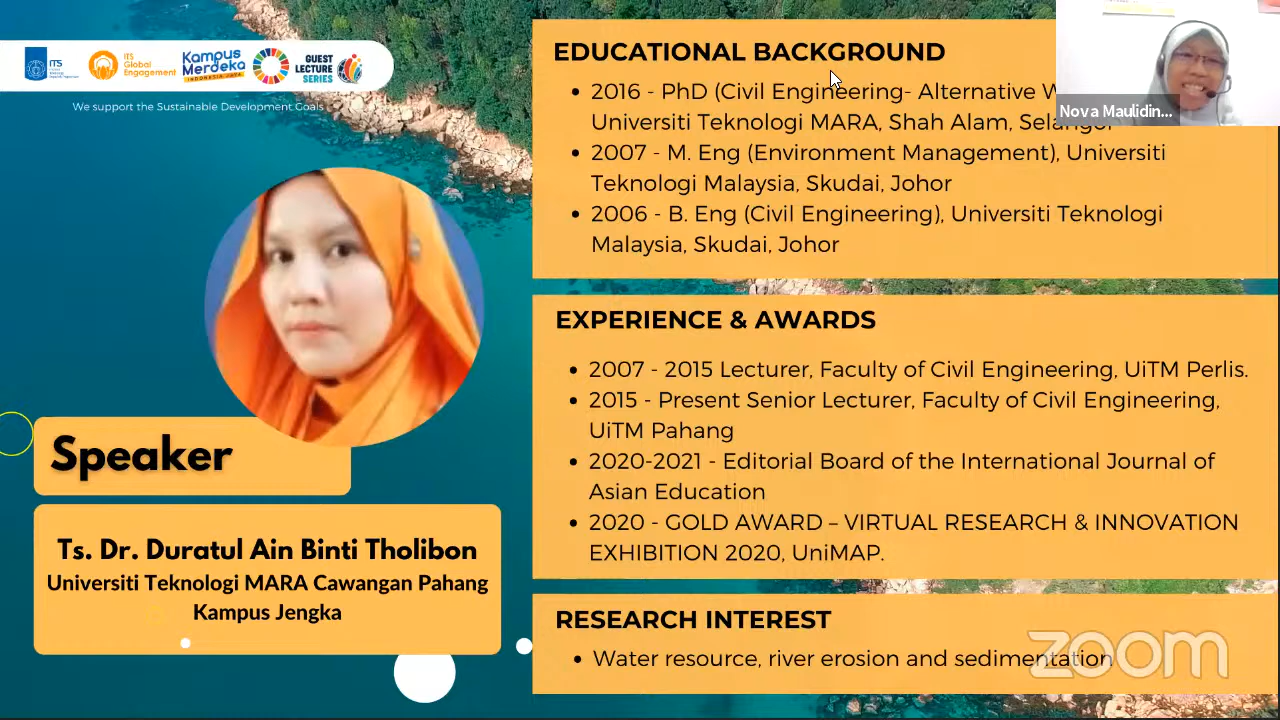 ITS
ITS
Global
Engagement
Kampus
Merdeka
INDONESIA JAYA
GUEST
LECTURE
SERIES
We support the Sustainable Development Goals
Speaker
Ts. Dr. Duratul Ain Binti Tholibon
Universiti Teknologi MARA Cawangan Pahang
Kampus Jengka
EDUCATIONAL BACKGROUND
• 2016 - PhD (Civil Engineering- Alternative
Universiti Teknologi MARA, Shah Alam, Selangor
• 2007 - M. Eng (Environment Management), Universiti
Teknologi Malaysia, Skudai, Johor
• 2006 - B. Eng (Civil Engineering), Universiti Teknologi
Malaysia, Skudai, Johor
EXPERIENCE & AWARDS
• 2007 - 2015 Lecturer, Faculty of Civil Engineering, UiTM Perlis.
• 2015 - Present Senior Lecturer, Faculty of Civil Engineering,
UiTM Pahang
• 2020-2021 - Editorial Board of the International Journal of
Asian Education
• 2020 - GOLD AWARD – VIRTUAL RESEARCH & INNOVATION
EXHIBITION 2020, UniMAP.
RESEARCH INTEREST
• Water resource, river erosion and sedimentation
Nova Maulidin...
zoom